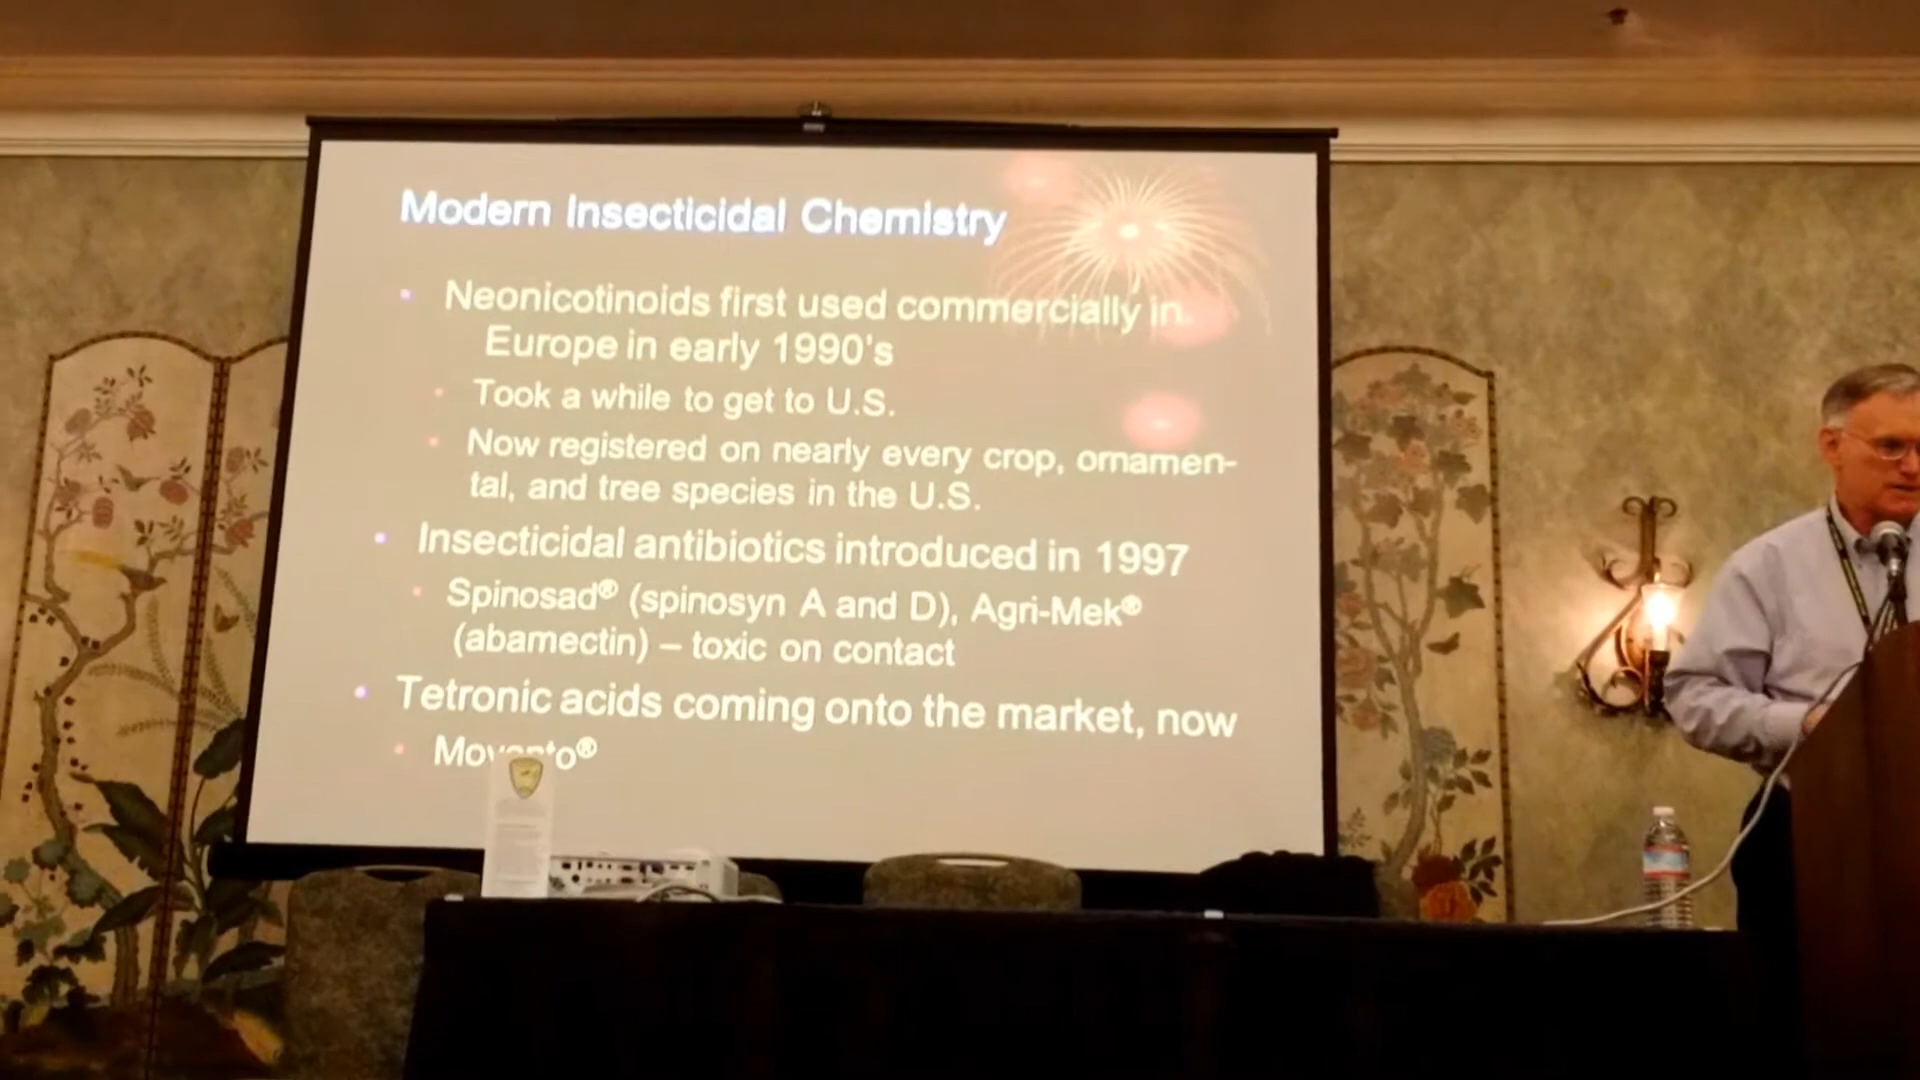 Modern Insecticidal Chemistry
• Neonicotinoids first used commercially in
Europe in early 1990's
• Took a while to get to U.S.
• Now registered on nearly every crop, ornamen-
tal, and tree species in the U.S.
• Insecticidal antibiotics introduced in 1997
• Spinosad® (spinosyn A and D), Agri-Mek®
(abamectin) – toxic on contact
• Tetronic acids coming onto the market, now